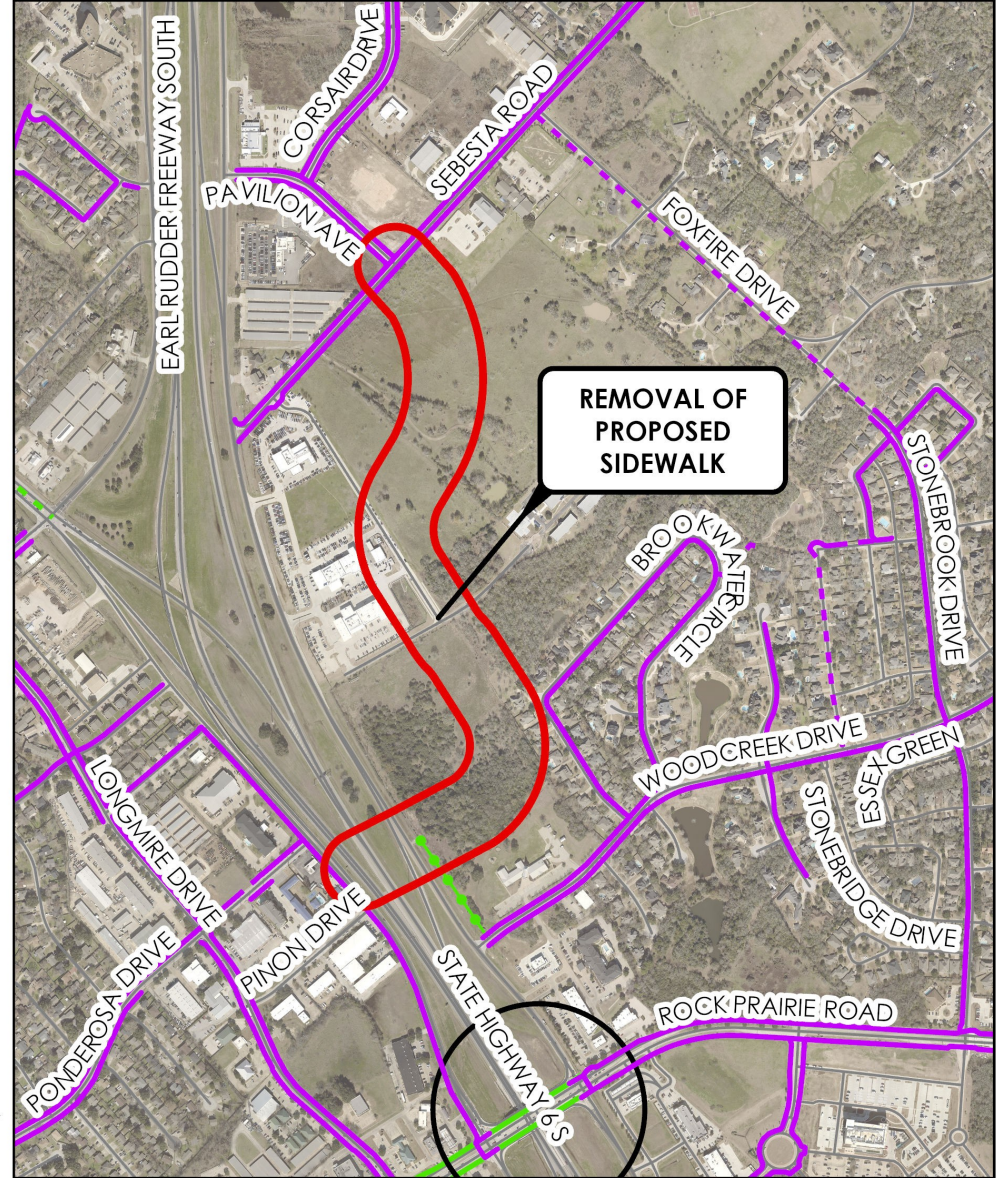 EARL RUDDER FREEWAY SOUTH
CORSAIR DRIVE
SEBESTA ROAD
PAVILION AVE
FOXFIRE DRIVE
REMOVAL OF
PROPOSED
SIDEWALK
STONEBROOK DRIVE
BROOKWATER CIRCLE
WOODCREEK DRIVE
ESSEX GREEN
STONEBRIDGE DRIVE
LONGMIRE DRIVE
PINON DRIVE
PONDEROSA DRIVE
STATE HIGHWAY 6 S
ROCK PRAIRIE ROAD